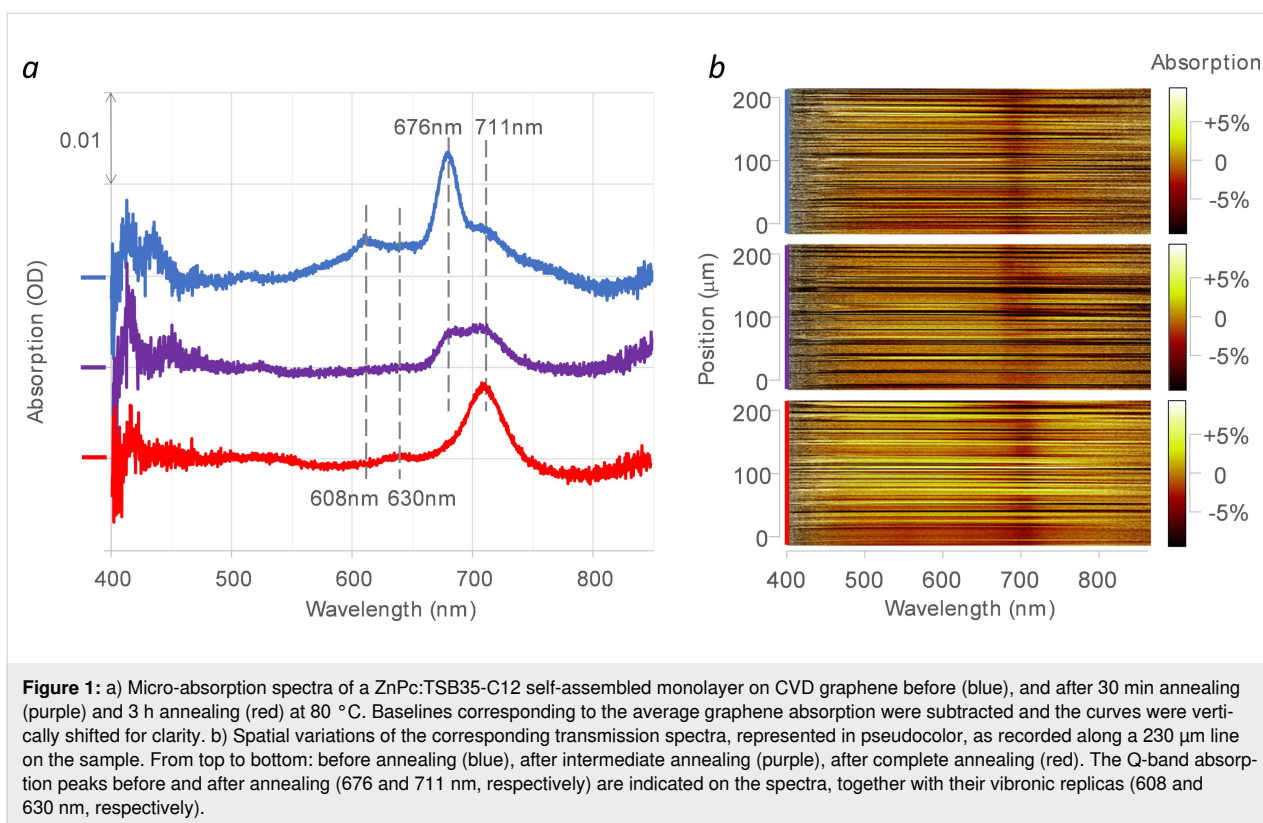 a
0.01
676nm
711nm
608nm
630nm
Absorption (OD)
400
500
600
700
800
Wavelength (nm)
b
Absorption
200
100
0
+5%
0
-5%
200
100
0
+5%
0
-5%
200
100
0
+5%
0
-5%
Position (μm)
400
500
600
700
800
Wavelength (nm)
Figure 1: a) Micro-absorption spectra of a ZnPc:TSB35-C12 self-assembled monolayer on CVD graphene before (blue), and after 30 min annealing
(purple) and 3 h annealing (red) at 80 °C. Baselines corresponding to the average graphene absorption were subtracted and the curves were verti-
cally shifted for clarity. b) Spatial variations of the corresponding transmission spectra, represented in pseudocolor, as recorded along a 230 μm line
on the sample. From top to bottom: before annealing (blue), after intermediate annealing (purple), after complete annealing (red). The Q-band absorp-
tion peaks before and after annealing (676 and 711 nm, respectively) are indicated on the spectra, together with their vibronic replicas (608 and
630 nm, respectively).